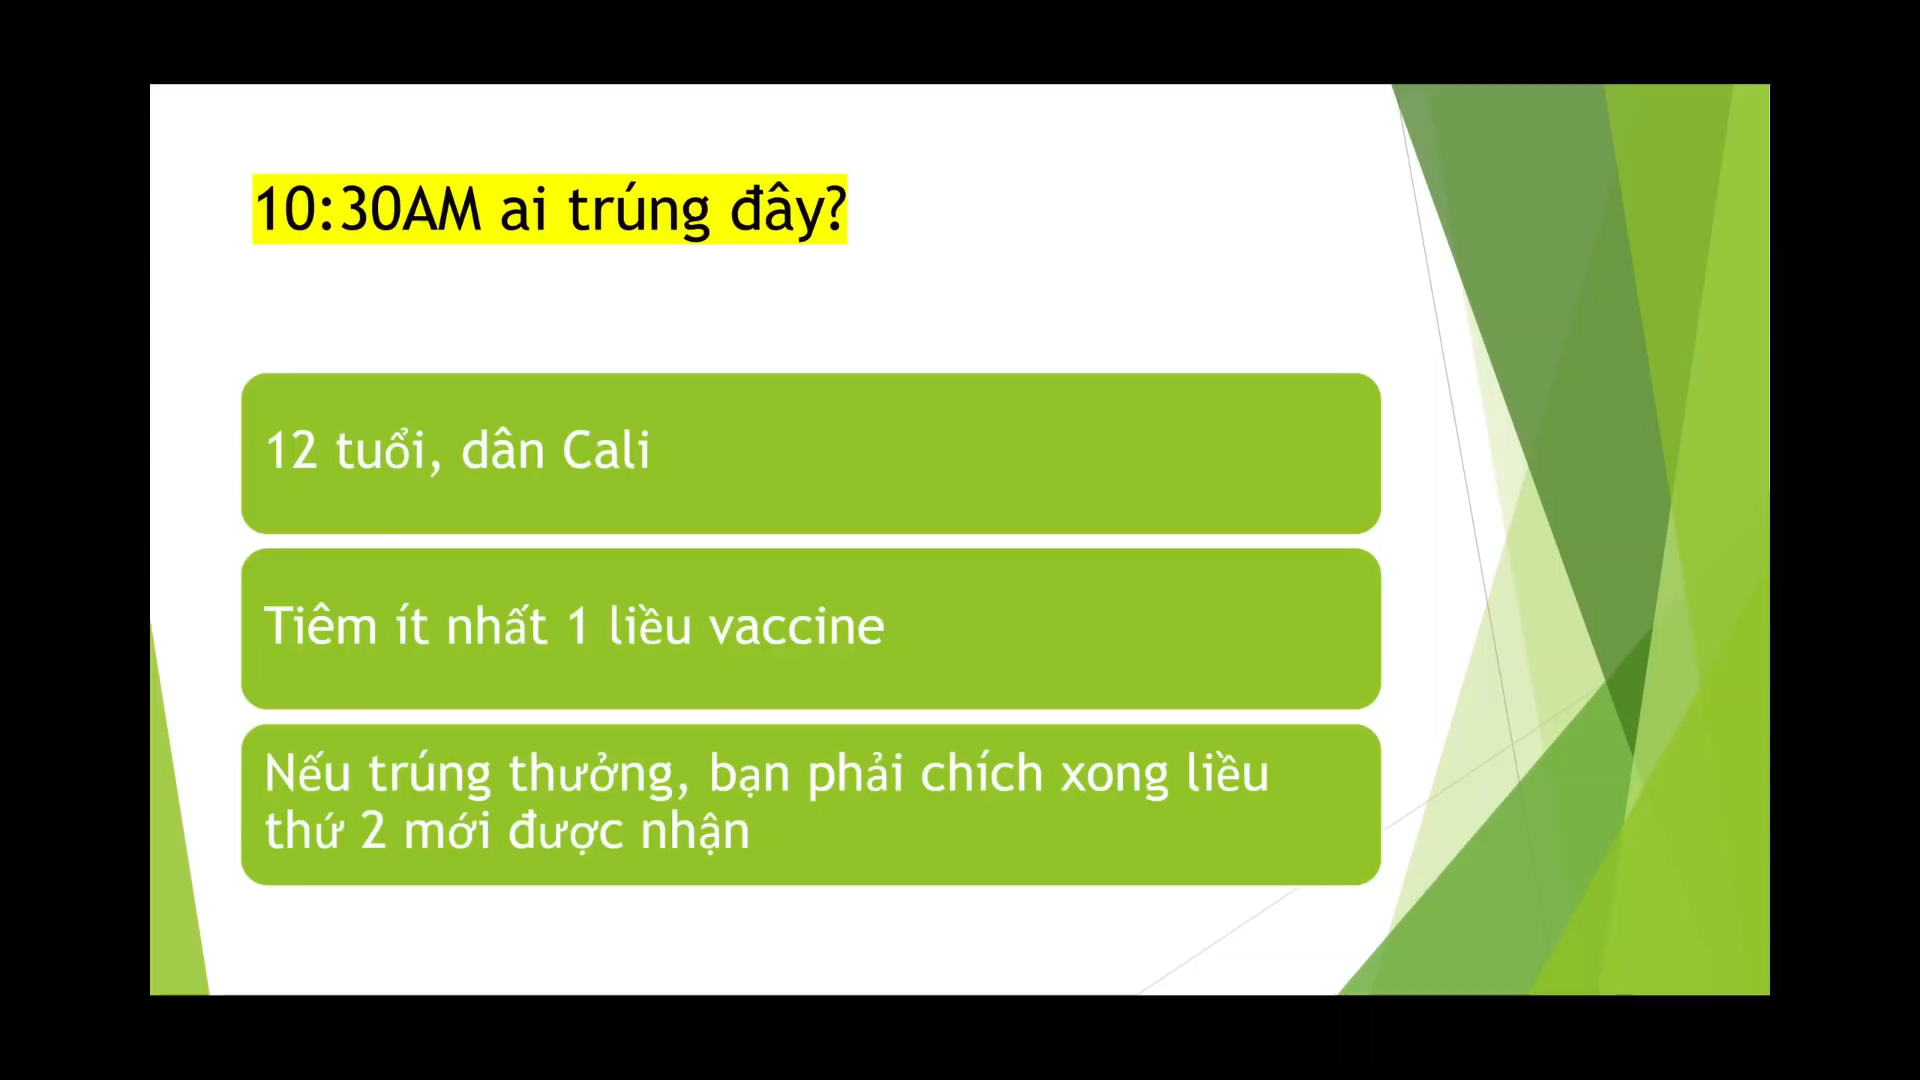 10:30AM ai trúng đây?
12 tuổi, dân Cali
Tiêm ít nhất 1 liều vaccine
Nếu trúng thưởng, bạn phải chích xong liều
thứ 2 mới được nhận